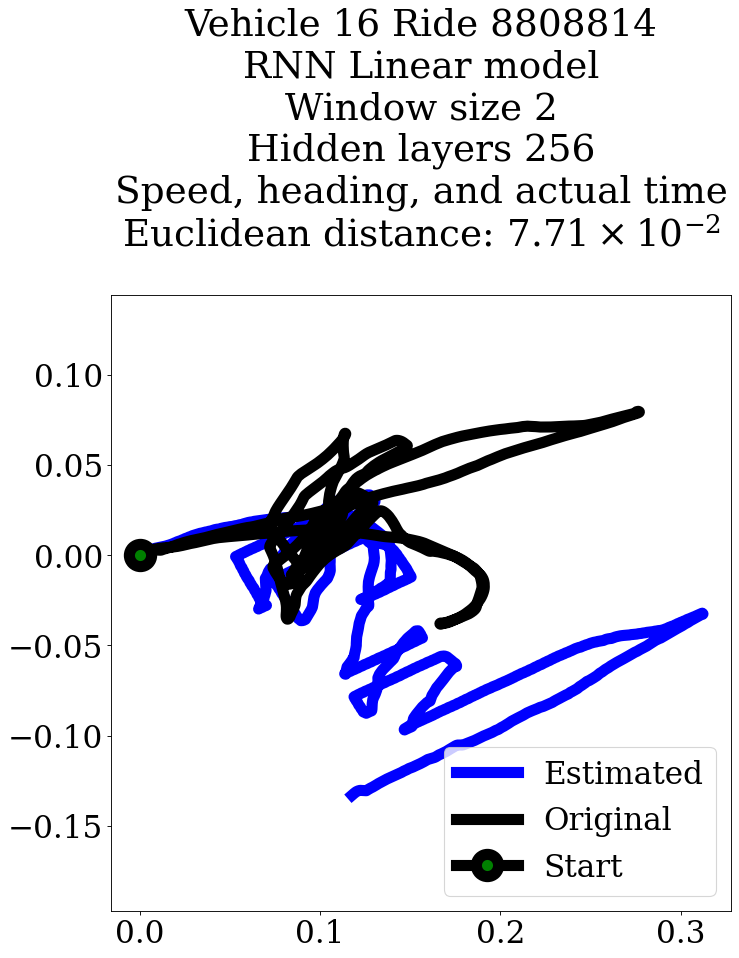 Vehicle 16 Ride 8808814
RNN Linear model
Window size 2
Hidden layers 256
Speed, heading, and actual time
Euclidean distance: 7.71 × 10⁻²
0.10
0.05
0.00
−0.05
−0.10
−0.15
Estimated
Original
Start
0.0 0.1 0.2 0.3